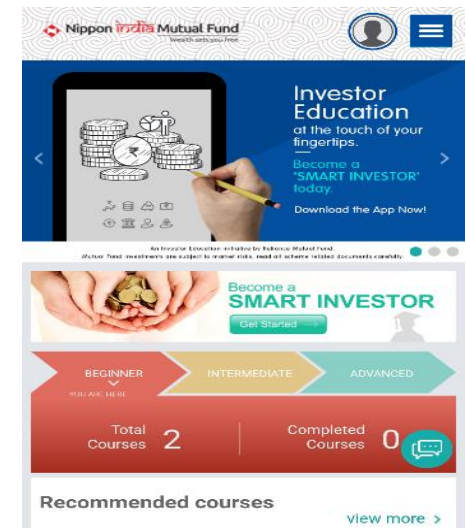 Nippon india Mutual Fund
Wealth sets you free
Investor
Education
at the touch of your
fingertips.
Become a
'SMART INVESTOR'
today.
Download the App Now!
An Investor Education initiative by Reliance Mutual Fund.
Mutual Fund investments are subject to market risks, read all scheme related documents carefully.
Become a
SMART INVESTOR
Get Started
BEGINNER INTERMEDIATE ADVANCED
YOU ARE HERE
Total Courses 2
Completed Courses 0
Recommended courses
view more >